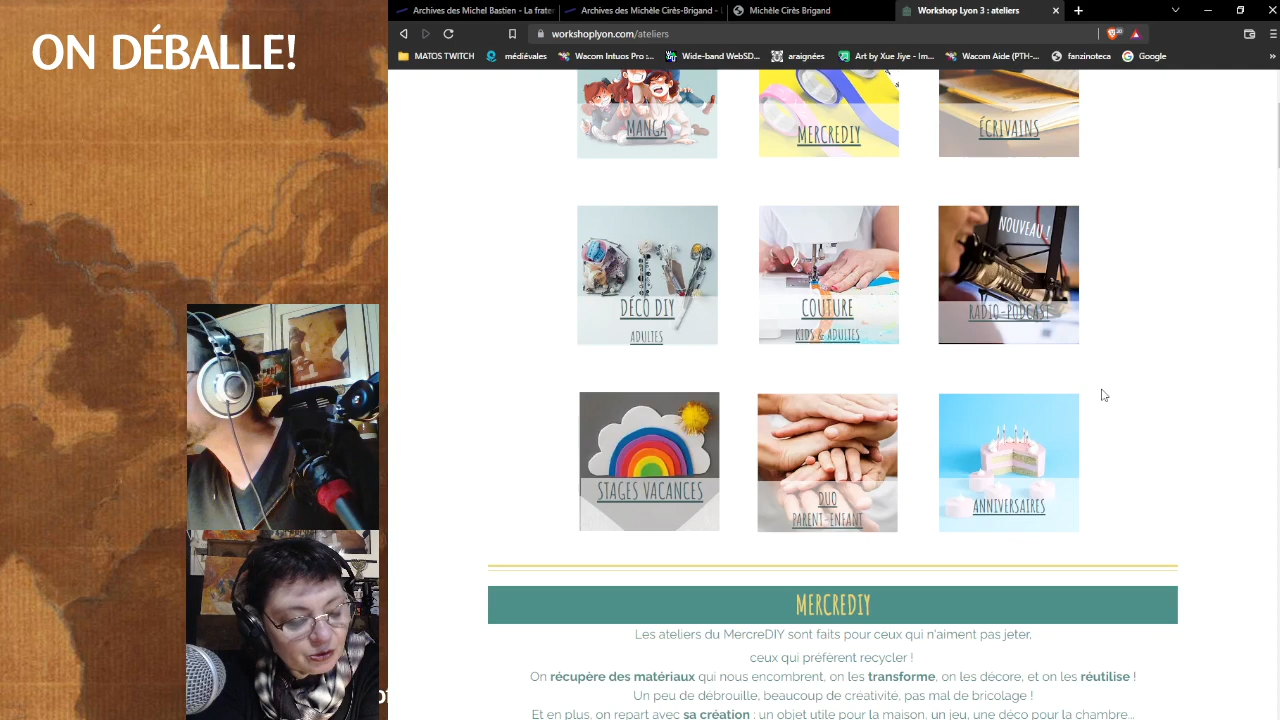 ON DÉBALLE!
Archives des Michel Bastien - La frate
Archives des Michèle Cirès-Brigand -
Michèle Cirès Brigand
Workshop Lyon 3 : ateliers
workshoplyon.com/ateliers
20
MATOS TWITCH
médiévales
Wacom Intuos Pro :...
Wide-band WebSD...
araignées
Art by Xue Jiye - Im...
Wacom Aide (PTH-...
fanzinoteca
Google
MANGA
MERCREDIY
ÉCRIVAINS
DÉCO DIY
ADULTES
COUTURE
KIDS & ADULTES
NOUVEAU !
RADIO-PODCAST
STAGES VACANCES
DUO
PARENT-ENFANT
ANNIVERSAIRES
MERCREDIY
Les ateliers du MercreDIY sont faits pour ceux qui n'aiment pas jeter,
ceux qui préfèrent recycler !
On récupère des matériaux qui nous encombrent, on les transforme, on les décore, et on les réutilise !
Un peu de débrouille, beaucoup de créativité, pas mal de bricolage !
Et en plus, on repart avec sa création : un objet utile pour la maison, un jeu, une déco pour la chambre...